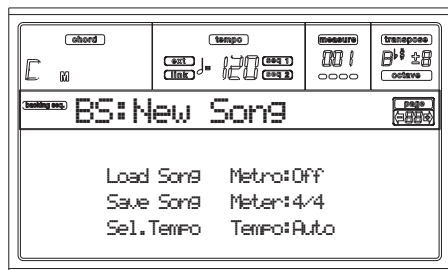 chord tempo measure transpose
C M ext link ♩= 120 seq 1 seq 2 001 B♭♮ ±8 octave
backing seq. BS:New Song page
Load Song Metro:Off
Save Song Meter:4/4
Sel.Tempo Tempo:Auto